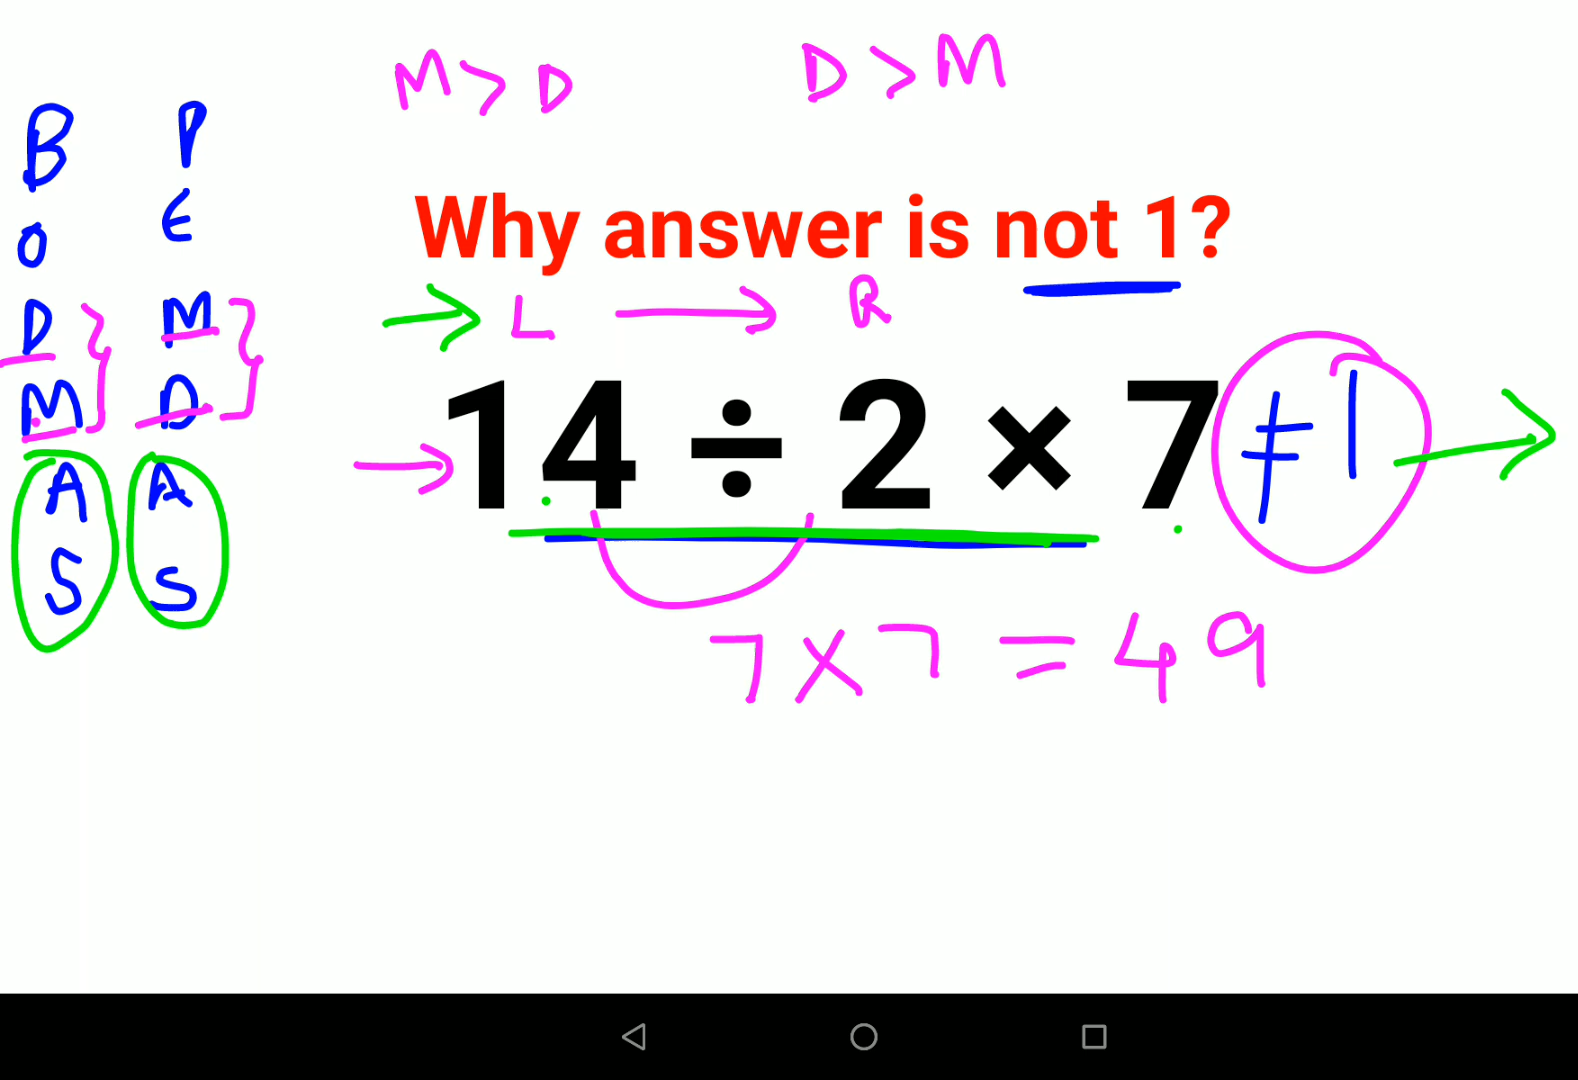 M > D D > M
B P
O E
D M
M D
A A
S S
Why answer is not 1?
L → R
14 ÷ 2 × 7 ≠ 1
7 × 7 = 49